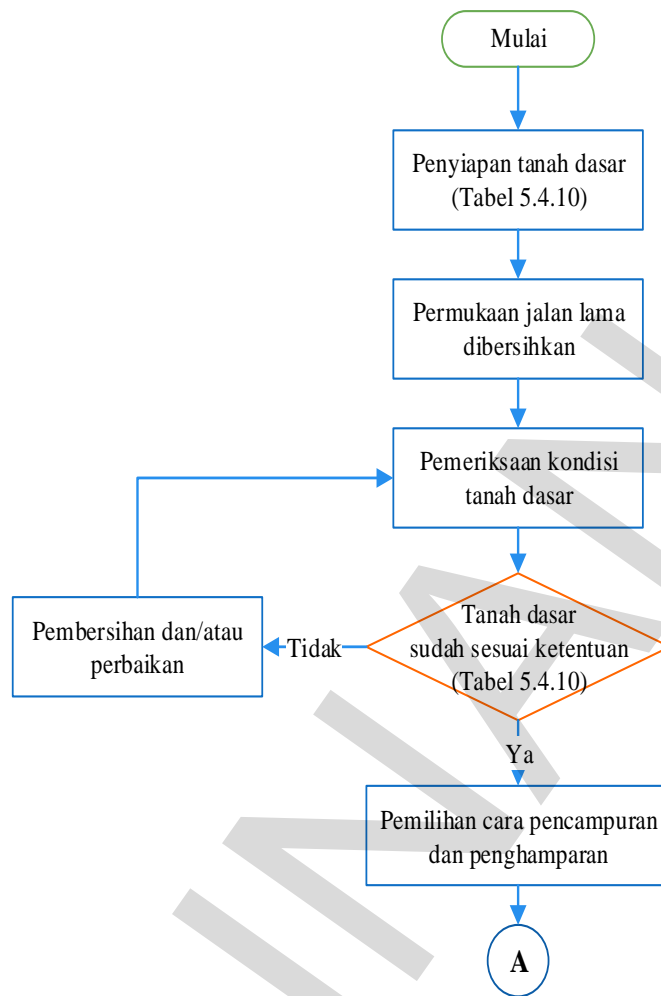 Mulai
Penyiapan tanah dasar
(Tabel 5.4.10)
Permukaan jalan lama
dibersihkan
Pemeriksaan kondisi
tanah dasar
Tanah dasar
sudah sesuai ketentuan
(Tabel 5.4.10)
Tidak
Pembersihan dan/atau
perbaikan
Ya
Pemilihan cara pencampuran
dan penghamparan
A